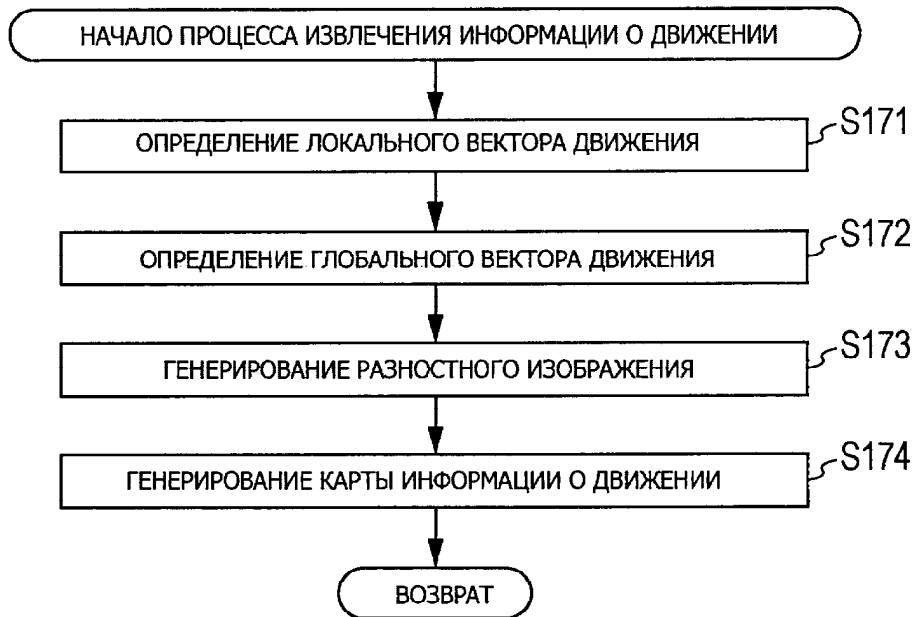 НАЧАЛО ПРОЦЕССА ИЗВЛЕЧЕНИЯ ИНФОРМАЦИИ О ДВИЖЕНИИ
S171
ОПРЕДЕЛЕНИЕ ЛОКАЛЬНОГО ВЕКТОРА ДВИЖЕНИЯ
S172
ОПРЕДЕЛЕНИЕ ГЛОБАЛЬНОГО ВЕКТОРА ДВИЖЕНИЯ
S173
ГЕНЕРИРОВАНИЕ РАЗНОСТНОГО ИЗОБРАЖЕНИЯ
S174
ГЕНЕРИРОВАНИЕ КАРТЫ ИНФОРМАЦИИ О ДВИЖЕНИИ
ВОЗВРАТ